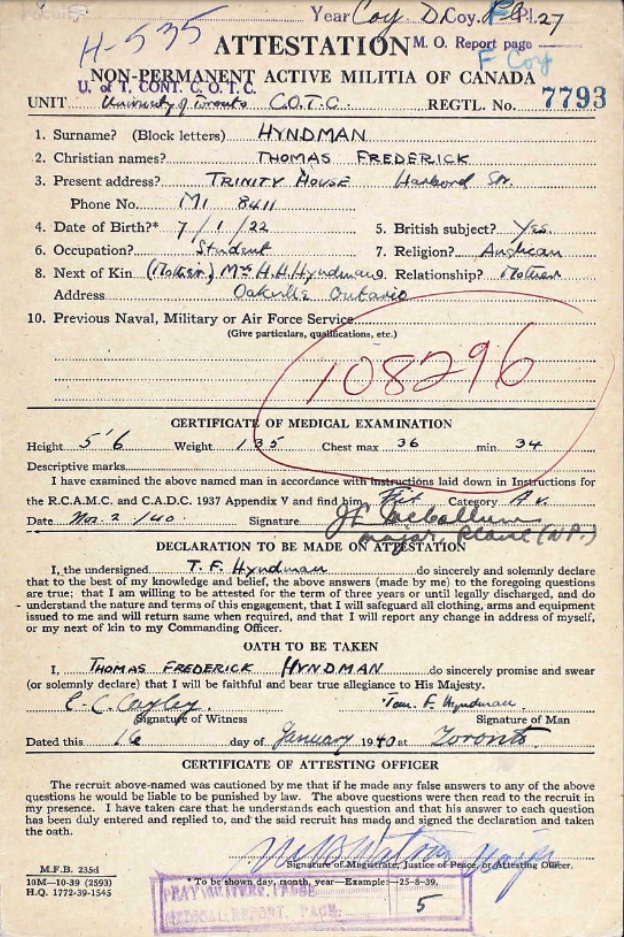 Year Coy. D. Coy. Pl. 27
H-535
ATTESTATION M. O. Report page
F Coy
NON-PERMANENT ACTIVE MILITIA OF CANADA
U. of T. CONT. C. O. T. C.
UNIT University of Toronto C.O.T.C. REGTL. No. 7793
1. Surname? (Block letters) HYNDMAN
2. Christian names? THOMAS FREDERICK
3. Present address? TRINITY HOUSE Harbord Str.
Phone No. MI 8411
4. Date of Birth?* 7/1/22 5. British subject? Yes.
6. Occupation? Student 7. Religion? Anglican
8. Next of Kin (Mother) Mrs H.H. Hyndman 9. Relationship? Mother
Address Oakville Ontario
10. Previous Naval, Military or Air Force Service
(Give particulars, qualifications, etc.)
108296
CERTIFICATE OF MEDICAL EXAMINATION
Height 5'6 Weight 135 Chest max 36 min 34
Descriptive marks
I have examined the above named man in accordance with instructions laid down in Instructions for
the R.C.A.M.C. and C.A.D.C. 1937 Appendix V and find him Fit Category A v.
Date Nov. 2 /40 Signature
Major,
DECLARATION TO BE MADE ON ATTESTATION
I, the undersigned T. F. Hyndman do sincerely and solemnly declare
that to the best of my knowledge and belief, the above answers (made by me) to the foregoing questions
are true; that I am willing to be attested for the term of three years or until legally discharged, and do
understand the nature and terms of this engagement, that I will safeguard all clothing, arms and equipment
issued to me and will return same when required, and that I will report any change in address of myself,
or my next of kin to my Commanding Officer.
OATH TO BE TAKEN
I, THOMAS FREDERICK HYNDMAN do sincerely promise and swear
(or solemnly declare) that I will be faithful and bear true allegiance to His Majesty.
E. C. Cayley. Tom. F. Hyndman.
Signature of Witness Signature of Man
Dated this 16 day of January 1940 at Toronto.
CERTIFICATE OF ATTESTING OFFICER
The recruit above-named was cautioned by me that if he made any false answers to any of the above
questions he would be liable to be punished by law. The above questions were then read to the recruit in
my presence. I have taken care that he understands each question and that his answer to each question
has been duly entered and replied to, and the said recruit has made and signed the declaration and taken
the oath.
Watson Major
Signature of Magistrate, Justice of Peace, or Attesting Officer.
M.F.B. 235d
10M—10-39 (2593)
H.Q. 1772-39-1545
*To be shown day, month, year—Example:—25-8-39.
MEDICAL REPORT, PAGE 5